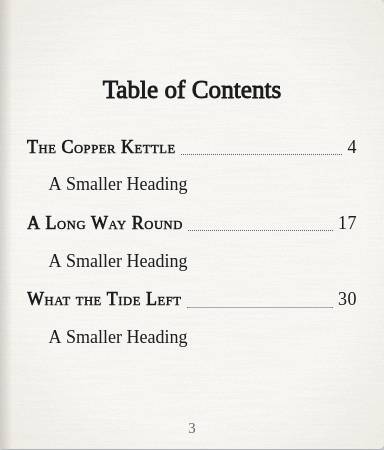 Table of Contents
The Copper Kettle 4
A Smaller Heading
A Long Way Round 17
A Smaller Heading
What the Tide Left 30
A Smaller Heading
3